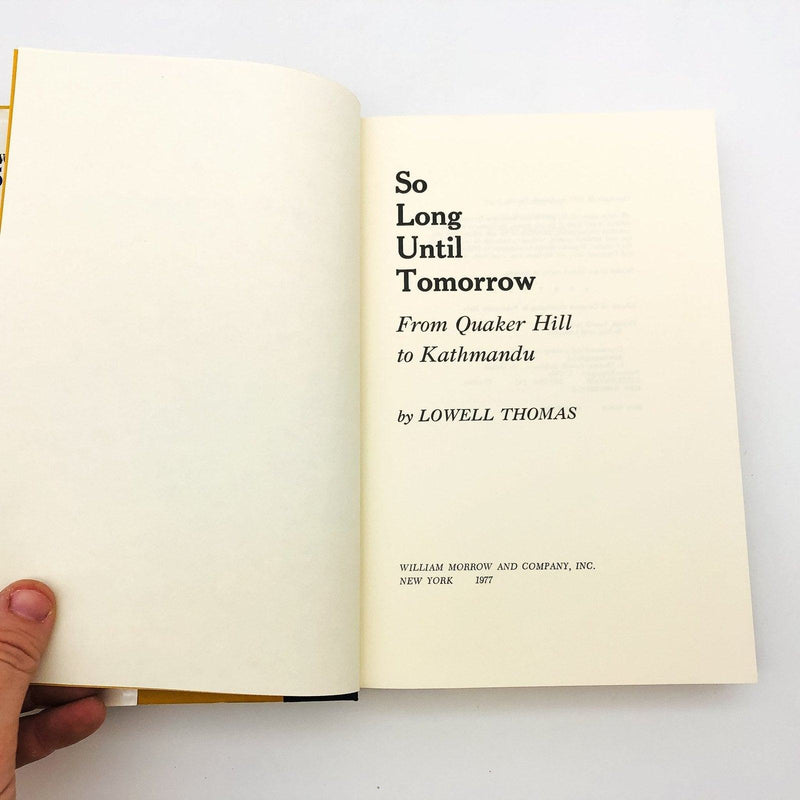 So
Long
Until
Tomorrow
From Quaker Hill
to Kathmandu
by LOWELL THOMAS
WILLIAM MORROW AND COMPANY, INC.
NEW YORK 1977